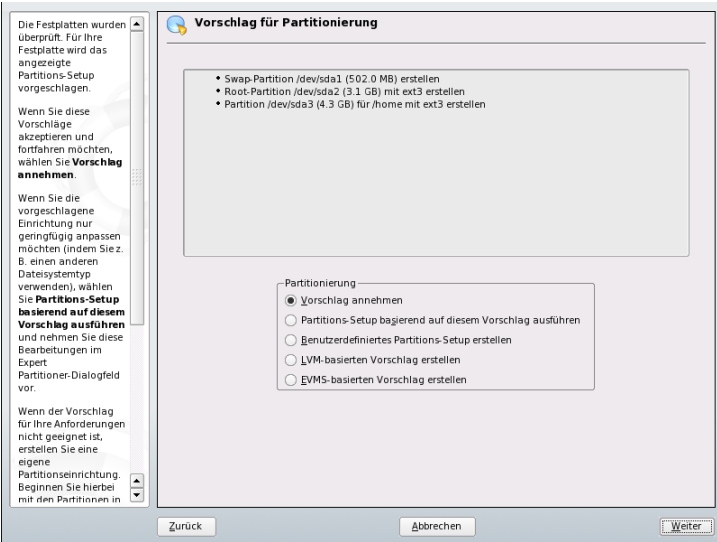 Die Festplatten wurden
überprüft. Für Ihre
Festplatte wird das
angezeigte
Partitions-Setup
vorgeschlagen.
Wenn Sie diese
Vorschläge
akzeptieren und
fortfahren möchten,
wählen Sie Vorschlag
annehmen.
Wenn Sie die
vorgeschlagene
Einrichtung nur
geringfügig anpassen
möchten (indem Sie z.
B. einen anderen
Dateisystemtyp
verwenden), wählen
Sie Partitions-Setup
basierend auf diesem
Vorschlag ausführen
und nehmen Sie diese
Bearbeitungen im
Expert
Partitioner-Dialogfeld
vor.
Wenn der Vorschlag
für Ihre Anforderungen
nicht geeignet ist,
erstellen Sie eine
eigene
Partitionseinrichtung.
Beginnen Sie hierbei
mit den Partitionen in
Vorschlag für Partitionierung
• Swap-Partition /dev/sda1 (502.0 MB) erstellen
• Root-Partition /dev/sda2 (3.1 GB) mit ext3 erstellen
• Partition /dev/sda3 (4.3 GB) für /home mit ext3 erstellen
Partitionierung
Vorschlag annehmen
Partitions-Setup basierend auf diesem Vorschlag ausführen
Benutzerdefiniertes Partitions-Setup erstellen
LVM-basierten Vorschlag erstellen
EVMS-basierten Vorschlag erstellen
Zurück
Abbrechen
Weiter